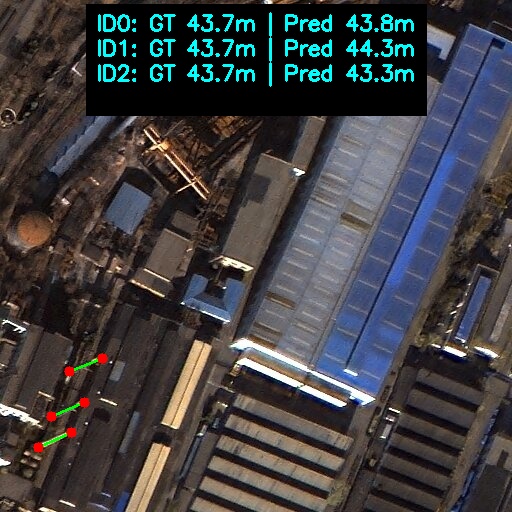 ID0: GT 43.7m | Pred 43.8m
ID1: GT 43.7m | Pred 44.3m
ID2: GT 43.7m | Pred 43.3m